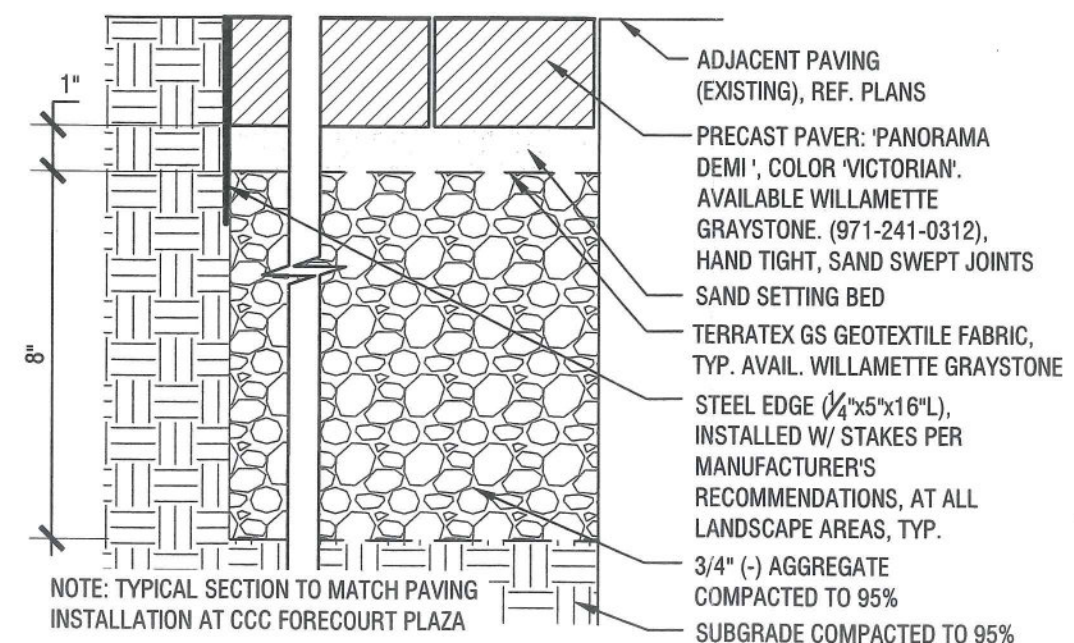 1"
8"
ADJACENT PAVING
(EXISTING), REF. PLANS
PRECAST PAVER: 'PANORAMA
DEMI ', COLOR 'VICTORIAN'.
AVAILABLE WILLAMETTE
GRAYSTONE. (971-241-0312),
HAND TIGHT, SAND SWEPT JOINTS
SAND SETTING BED
TERRATEX GS GEOTEXTILE FABRIC,
TYP. AVAIL. WILLAMETTE GRAYSTONE
STEEL EDGE (1/4"x5"x16"L),
INSTALLED W/ STAKES PER
MANUFACTURER'S
RECOMMENDATIONS, AT ALL
LANDSCAPE AREAS, TYP.
3/4" (-) AGGREGATE
COMPACTED TO 95%
SUBGRADE COMPACTED TO 95%
NOTE: TYPICAL SECTION TO MATCH PAVING
INSTALLATION AT CCC FORECOURT PLAZA